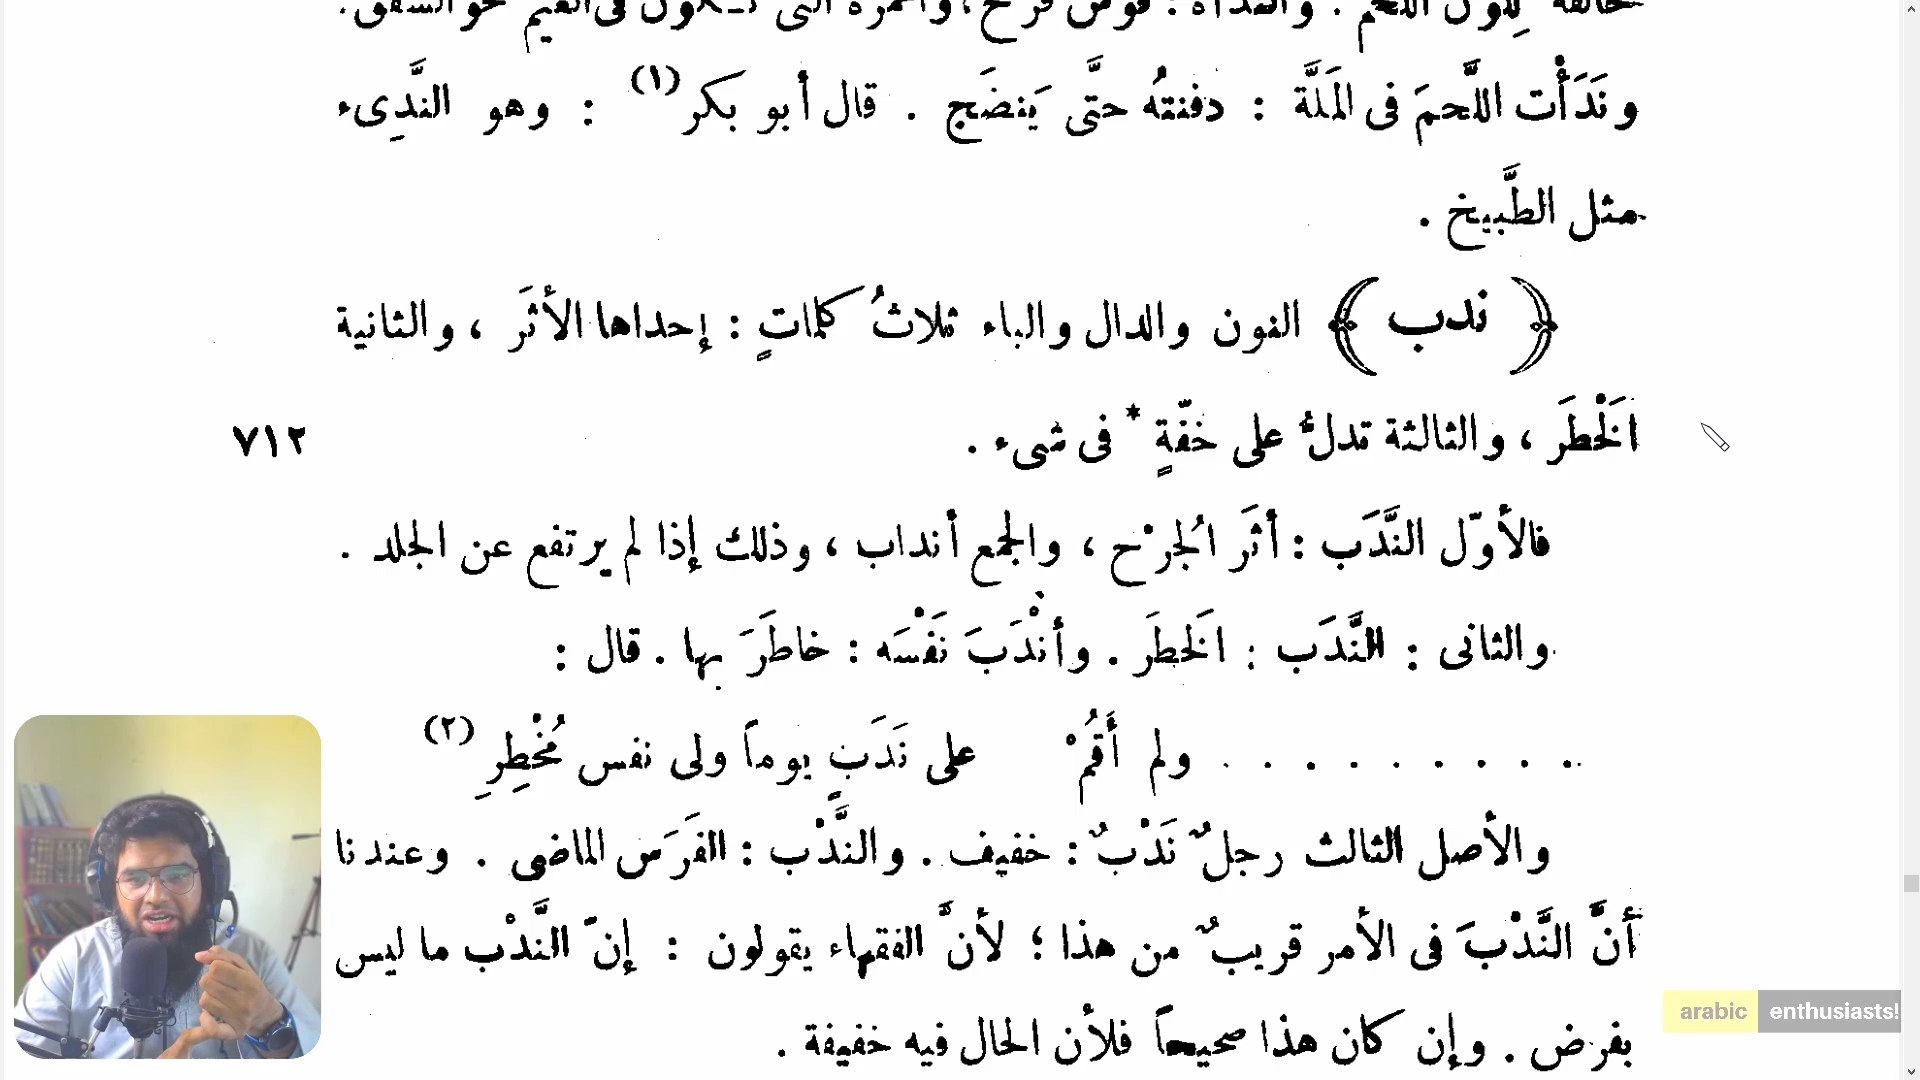 ونَدَأْت اللَّحمَ فى المَلَّة : دفنتهُ حتَّى يَنضَج . قال أبو بكر(١) : وهو النَّدِىء
مثل الطَّبيخ .
﴿ ندب ﴾ النون والدال والباء ثلاثُ كلماتٍ : إحداها الأثَر ، والثانية
الخَطَر ، والثالثة تدلُّ على خفّةٍ * فى شىء .
٧١٢
فالأوّل النَّدَب : أثَر الجُرْح ، والجمع أنداب ، وذلك إذا لم يرتفع عن الجلد .
والثانى : النَّدَب : الخَطَر . وأنْدَبَ نَفْسَه : خاطَرَ بها . قال :
. . . . . . . . . ولم أَقُمْ على نَدَبٍ يوماً ولى نفس مُخْطِرِ (٢)
والأصل الثالث رجلٌ نَدْبٌ : خفيف . والنَّدْب : الفَرَس الماضى . وعندنا
أنَّ النَّدْبَ فى الأمر قريبٌ من هذا ؛ لأنَّ الفقهاء يقولون : إنّ النَّدْب ما ليس
بفرض . وإن كان هذا صحيحاً فلأن الحال فيه خفيفة .
arabic enthusiasts!